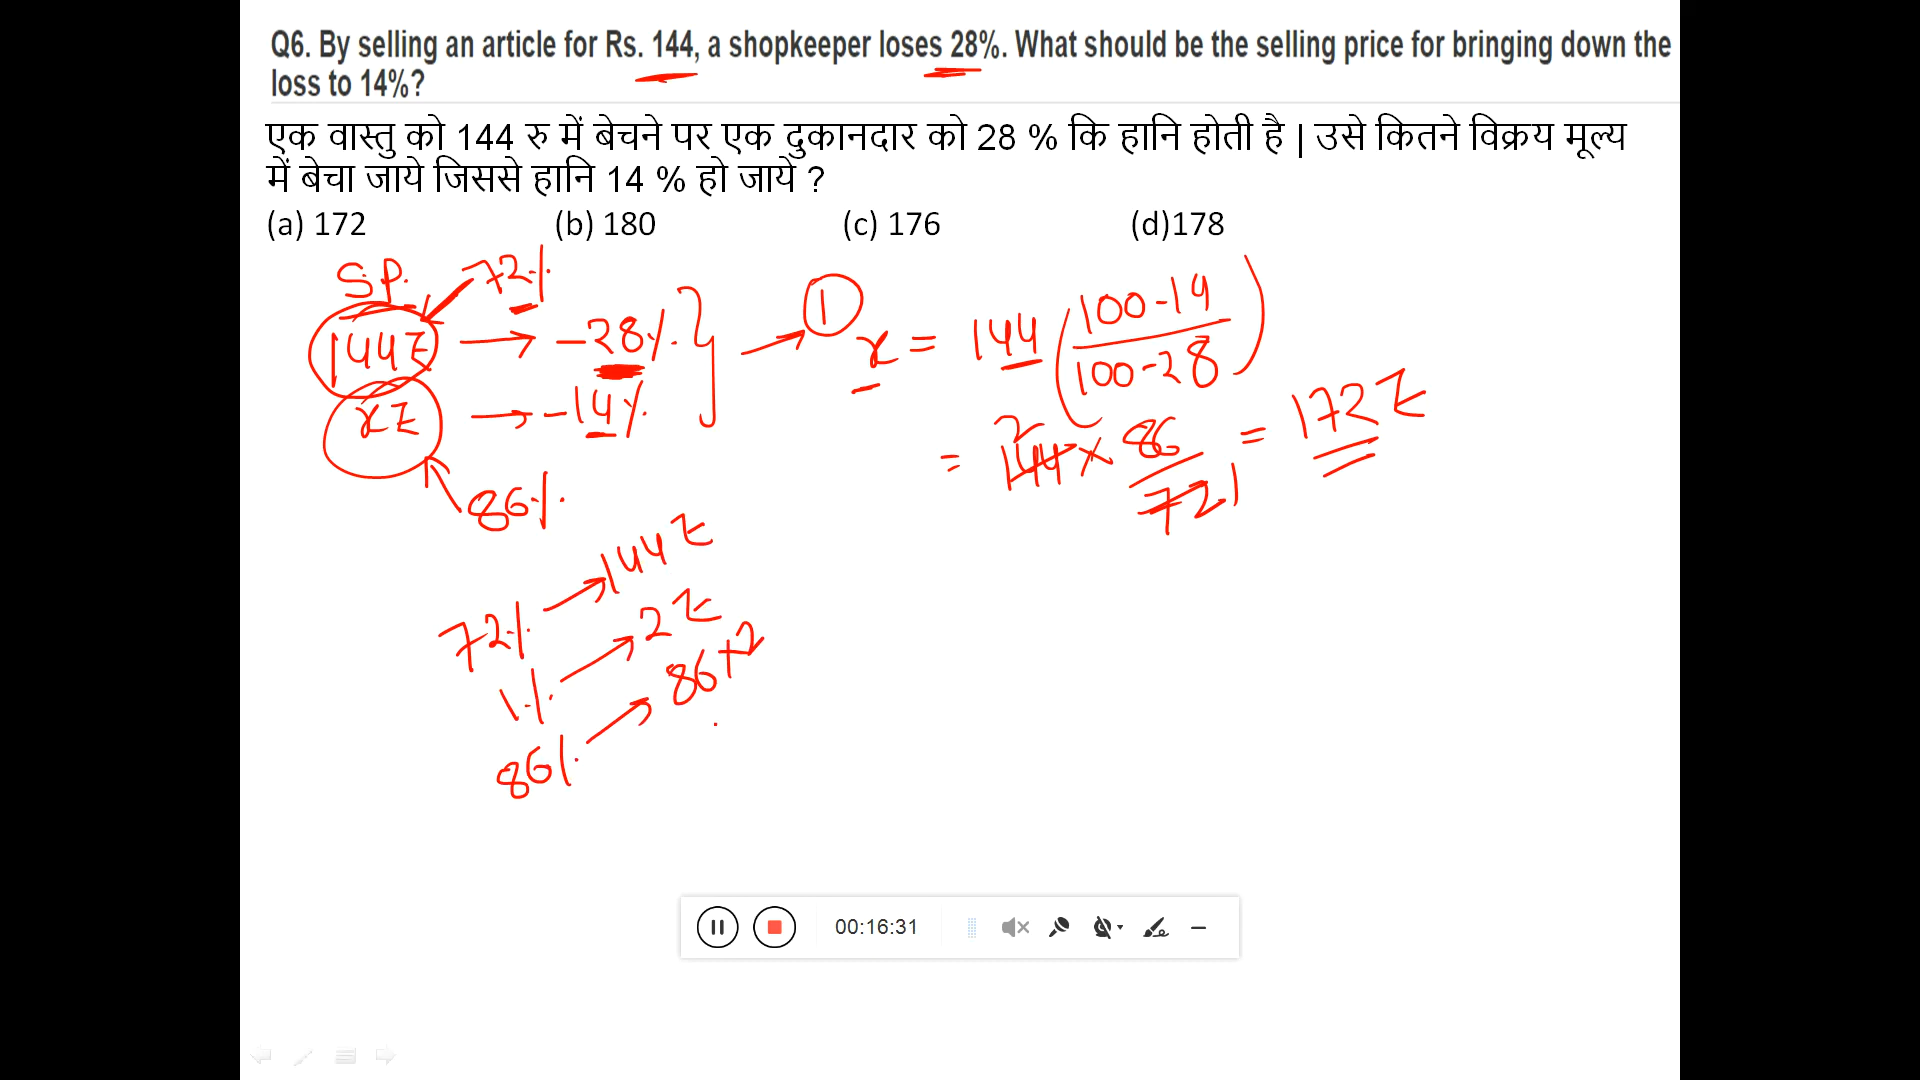 Q6. By selling an article for Rs. 144, a shopkeeper loses 28%. What should be the selling price for bringing down the
loss to 14%?
एक वास्तु को 144 रु में बेचने पर एक दुकानदार को 28 % कि हानि होती है | उसे कितने विक्रय मूल्य
में बेचा जाये जिससे हानि 14 % हो जाये ?
(a) 172 (b) 180 (c) 176 (d)178
S.P. 72%
144₹ → -28%
x₹ → -14%
86%
① x = 144 (100-14 / 100-28)
= 144 2 × 86 / 72 1 = 172₹
72% → 144₹
1% → 2₹
86% → 86×2
00:16:31